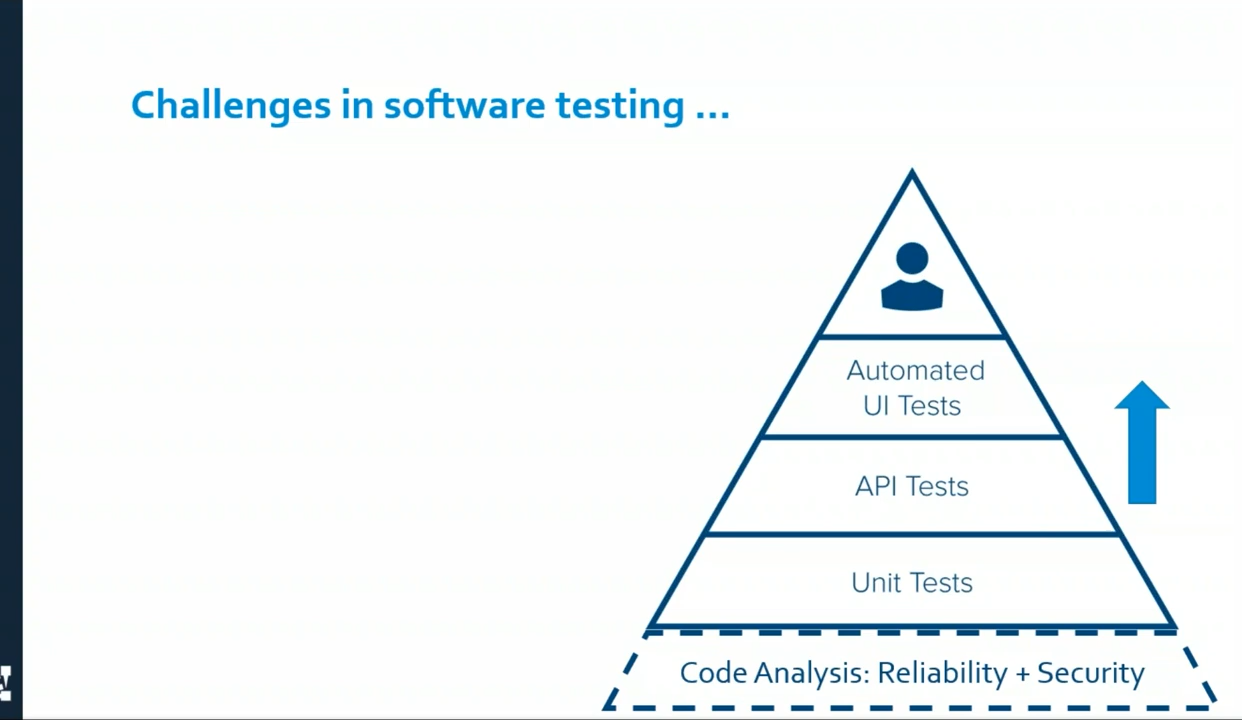 Challenges in software testing ...
Automated
UI Tests
API Tests
Unit Tests
Code Analysis: Reliability + Security